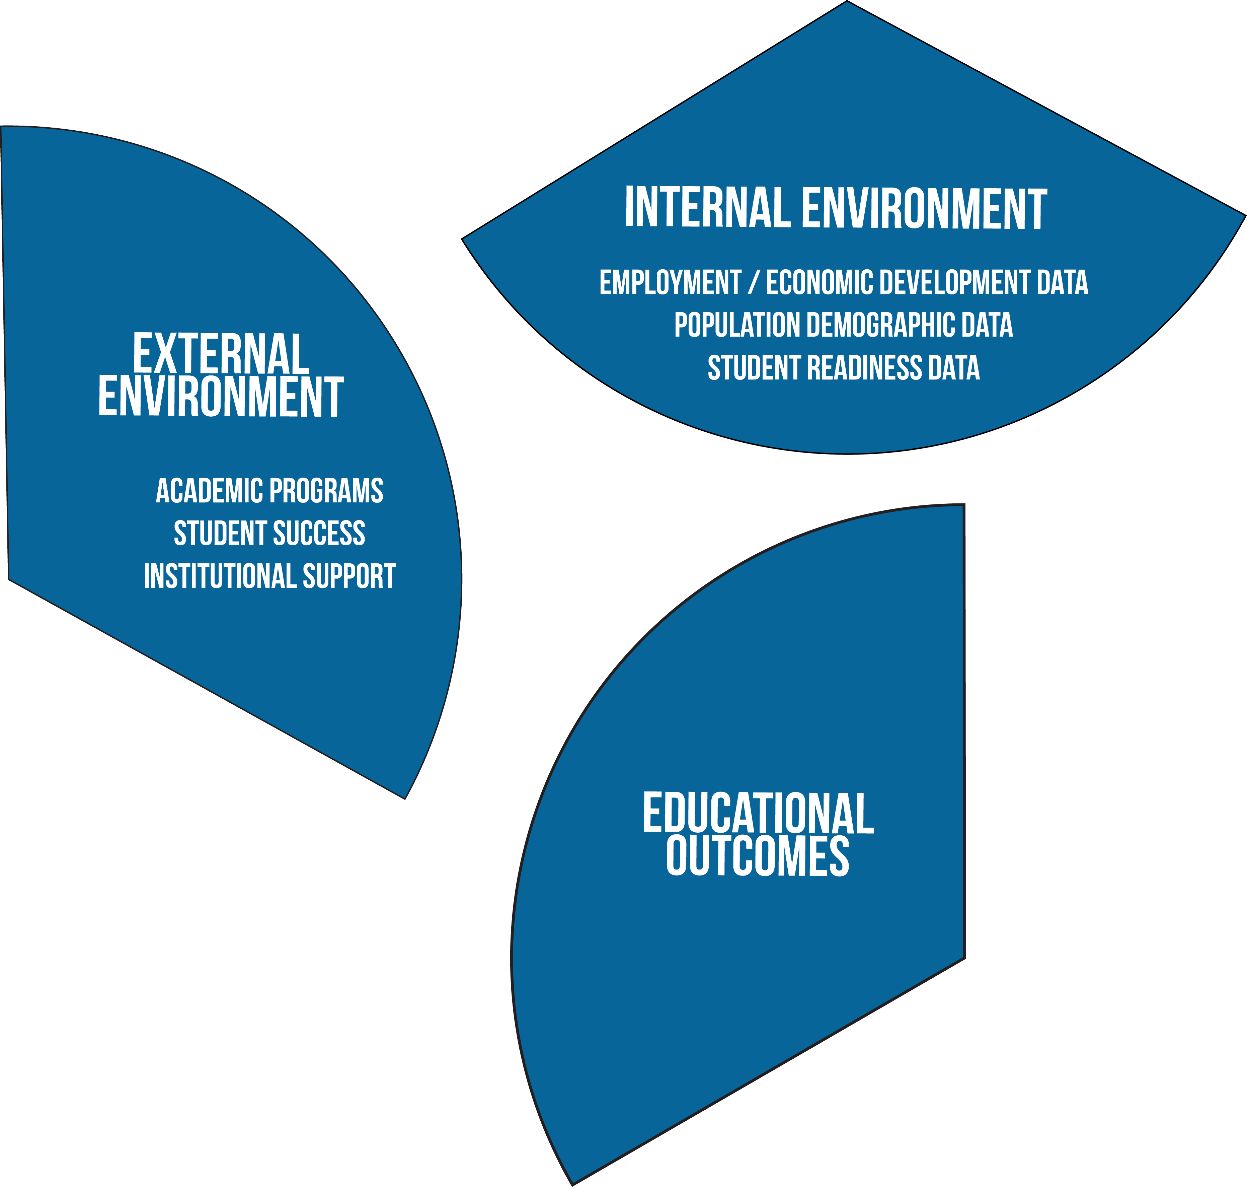 INTERNAL ENVIRONMENT
EMPLOYMENT / ECONOMIC DEVELOPMENT DATA
POPULATION DEMOGRAPHIC DATA
STUDENT READINESS DATA
EXTERNAL
ENVIRONMENT
ACADEMIC PROGRAMS
STUDENT SUCCESS
INSTITUTIONAL SUPPORT
EDUCATIONAL
OUTCOMES